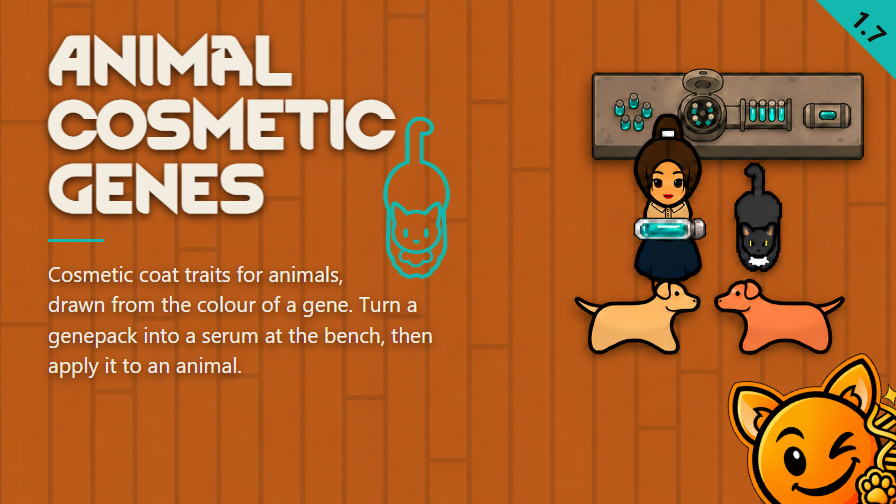 ANIMAL
COSMETIC
GENES
Cosmetic coat traits for animals,
drawn from the colour of a gene. Turn a
genepack into a serum at the bench, then
apply it to an animal.
1.7